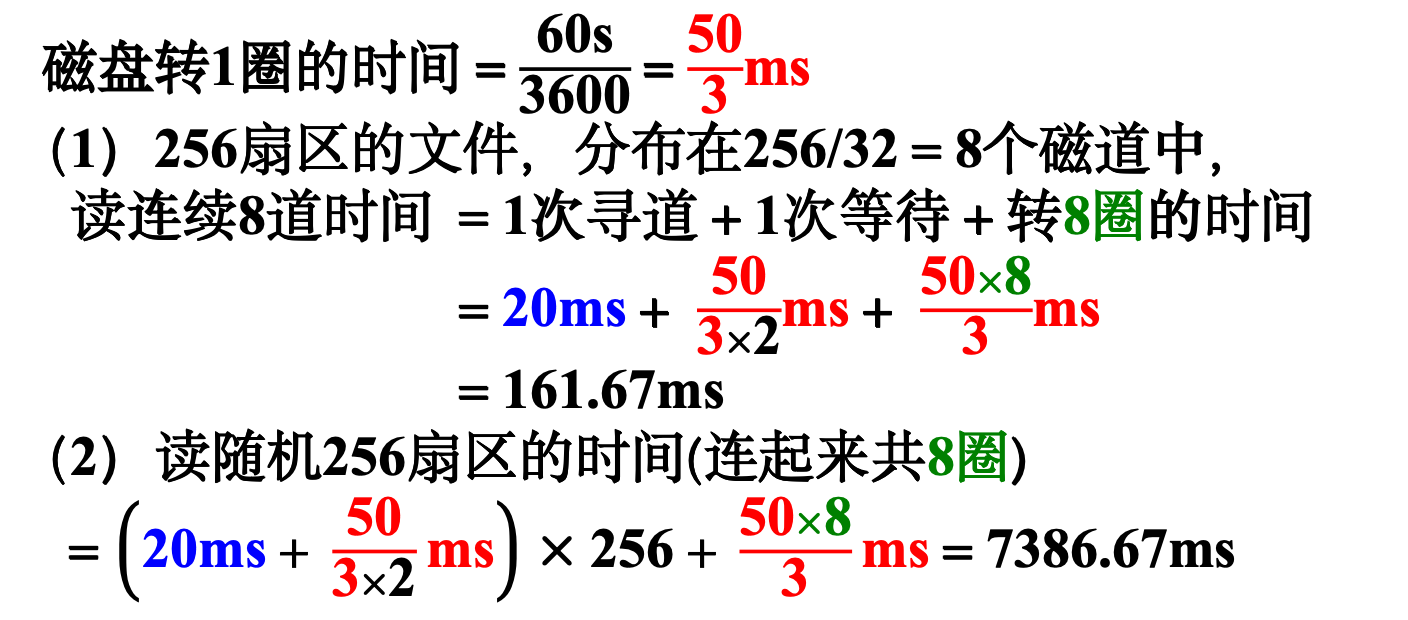 磁盘转1圈的时间 = 60s/3600 = 50/3 ms
(1) 256扇区的文件，分布在256/32 = 8个磁道中，
读连续8道时间 = 1次寻道 + 1次等待 + 转8圈的时间
= 20ms + 50/(3×2) ms + (50×8)/3 ms
= 161.67ms
(2) 读随机256扇区的时间(连起来共8圈)
= (20ms + 50/(3×2) ms) × 256 + (50×8)/3 ms = 7386.67ms